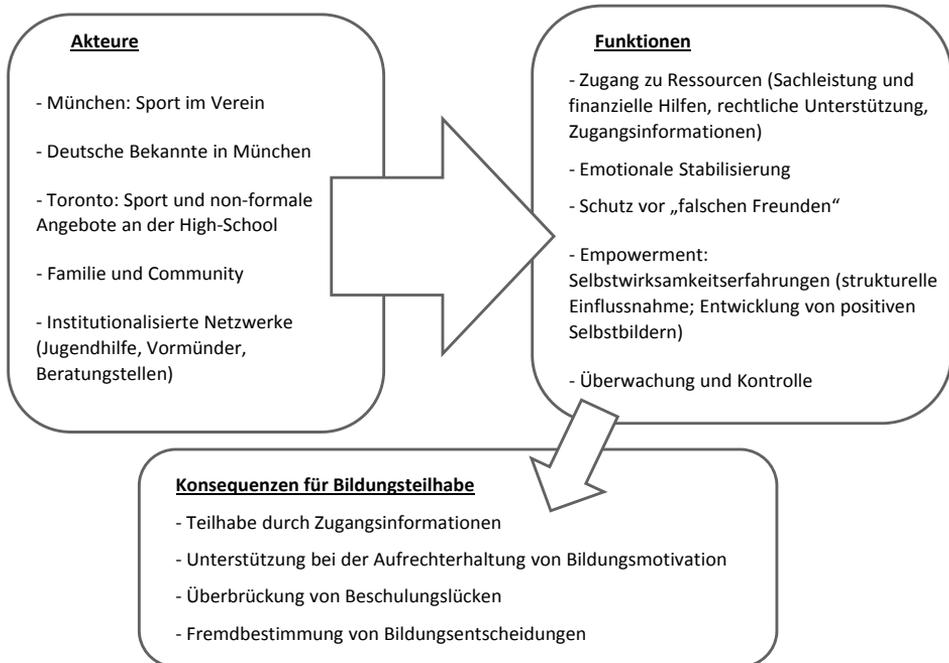 Akteure
- München: Sport im Verein
- Deutsche Bekannte in München
- Toronto: Sport und non-formale
Angebote an der High-School
- Familie und Community
- Institutionalisierte Netzwerke
(Jugendhilfe, Vormünder,
Beratungstellen)
Funktionen
- Zugang zu Ressourcen (Sachleistung und
finanzielle Hilfen, rechtliche Unterstützung,
Zugangsinformationen)
- Emotionale Stabilisierung
- Schutz vor „falschen Freunden“
- Empowerment:
Selbstwirksamkeitserfahrungen (strukturelle
Einflussnahme; Entwicklung von positiven
Selbstbildern)
- Überwachung und Kontrolle
Konsequenzen für Bildungsteilhabe
- Teilhabe durch Zugangsinformationen
- Unterstützung bei der Aufrechterhaltung von Bildungsmotivation
- Überbrückung von Beschulungslücken
- Fremdbestimmung von Bildungsentscheidungen